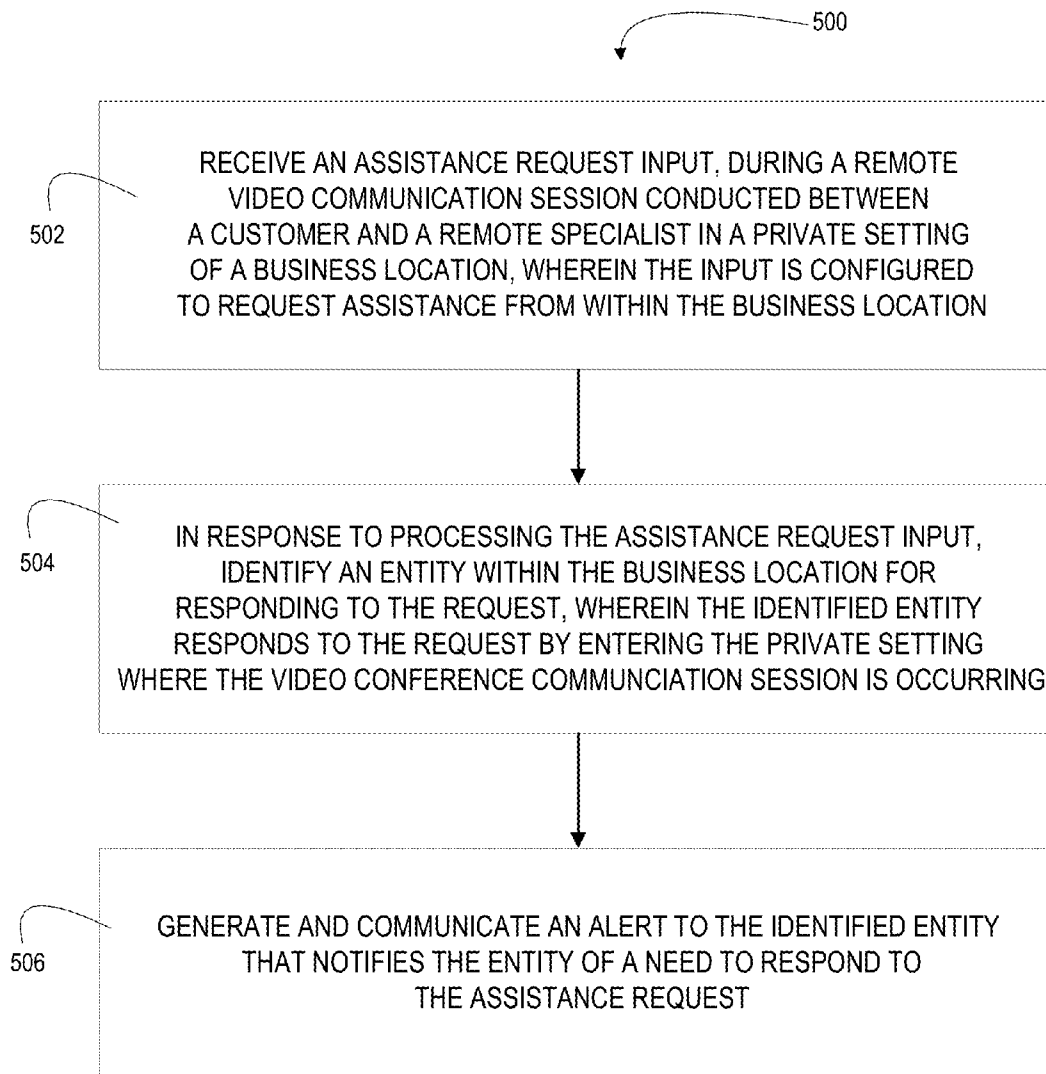 500
RECEIVE AN ASSISTANCE REQUEST INPUT, DURING A REMOTE
VIDEO COMMUNICATION SESSION CONDUCTED BETWEEN
A CUSTOMER AND A REMOTE SPECIALIST IN A PRIVATE SETTING
OF A BUSINESS LOCATION, WHEREIN THE INPUT IS CONFIGURED
TO REQUEST ASSISTANCE FROM WITHIN THE BUSINESS LOCATION
502
IN RESPONSE TO PROCESSING THE ASSISTANCE REQUEST INPUT,
IDENTIFY AN ENTITY WITHIN THE BUSINESS LOCATION FOR
RESPONDING TO THE REQUEST, WHEREIN THE IDENTIFIED ENTITY
RESPONDS TO THE REQUEST BY ENTERING THE PRIVATE SETTING
WHERE THE VIDEO CONFERENCE COMMUNCIATION SESSION IS OCCURRING
504
GENERATE AND COMMUNICATE AN ALERT TO THE IDENTIFIED ENTITY
THAT NOTIFIES THE ENTITY OF A NEED TO RESPOND TO
THE ASSISTANCE REQUEST
506